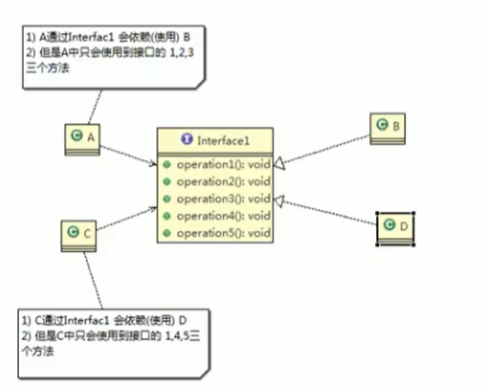 1) A通过Interfac1 会依赖(使用) B
2) 但是A中只会使用到接口的 1,2,3
三个方法
C A
I Interface1
operation1(): void
operation2(): void
operation3(): void
operation4(): void
operation5(): void
C B
C C
C D
1) C通过Interfac1 会依赖(使用) D
2) 但是C中只会使用到接口的 1,4,5三
个方法